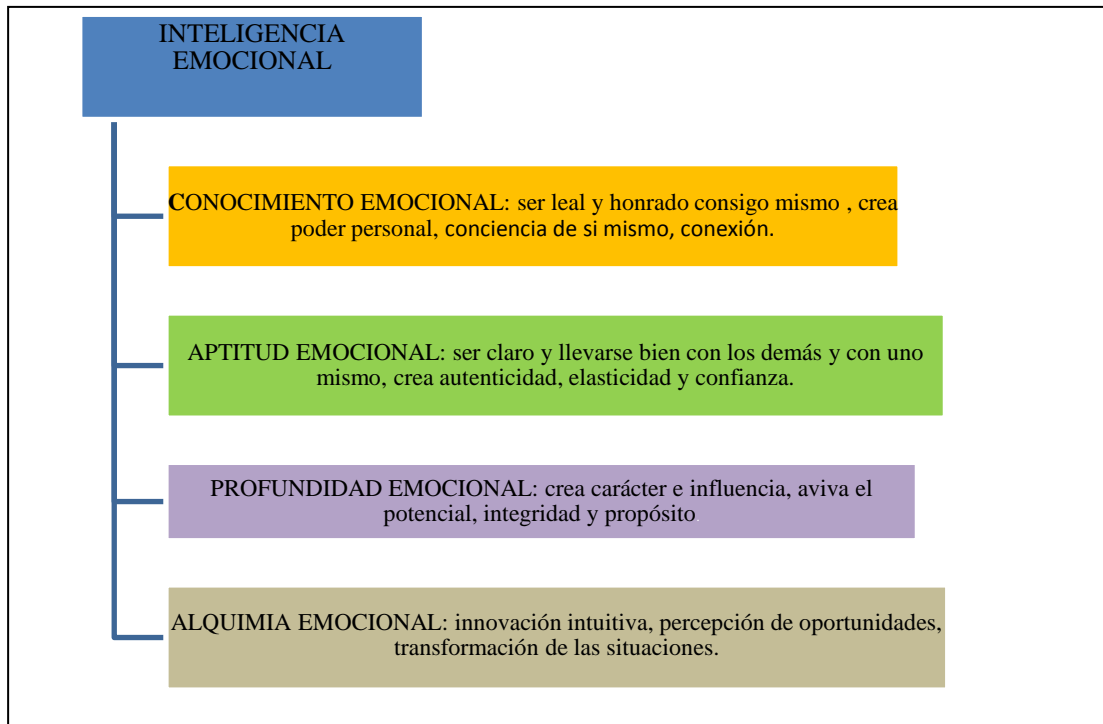 INTELIGENCIA
EMOCIONAL
CONOCIMIENTO EMOCIONAL: ser leal y honrado consigo mismo , crea
poder personal, conciencia de si mismo, conexión.
APTITUD EMOCIONAL: ser claro y llevarse bien con los demás y con uno
mismo, crea autenticidad, elasticidad y confianza.
PROFUNDIDAD EMOCIONAL: crea carácter e influencia, aviva el
potencial, integridad y propósito.
ALQUIMIA EMOCIONAL: innovación intuitiva, percepción de oportunidades,
transformación de las situaciones.